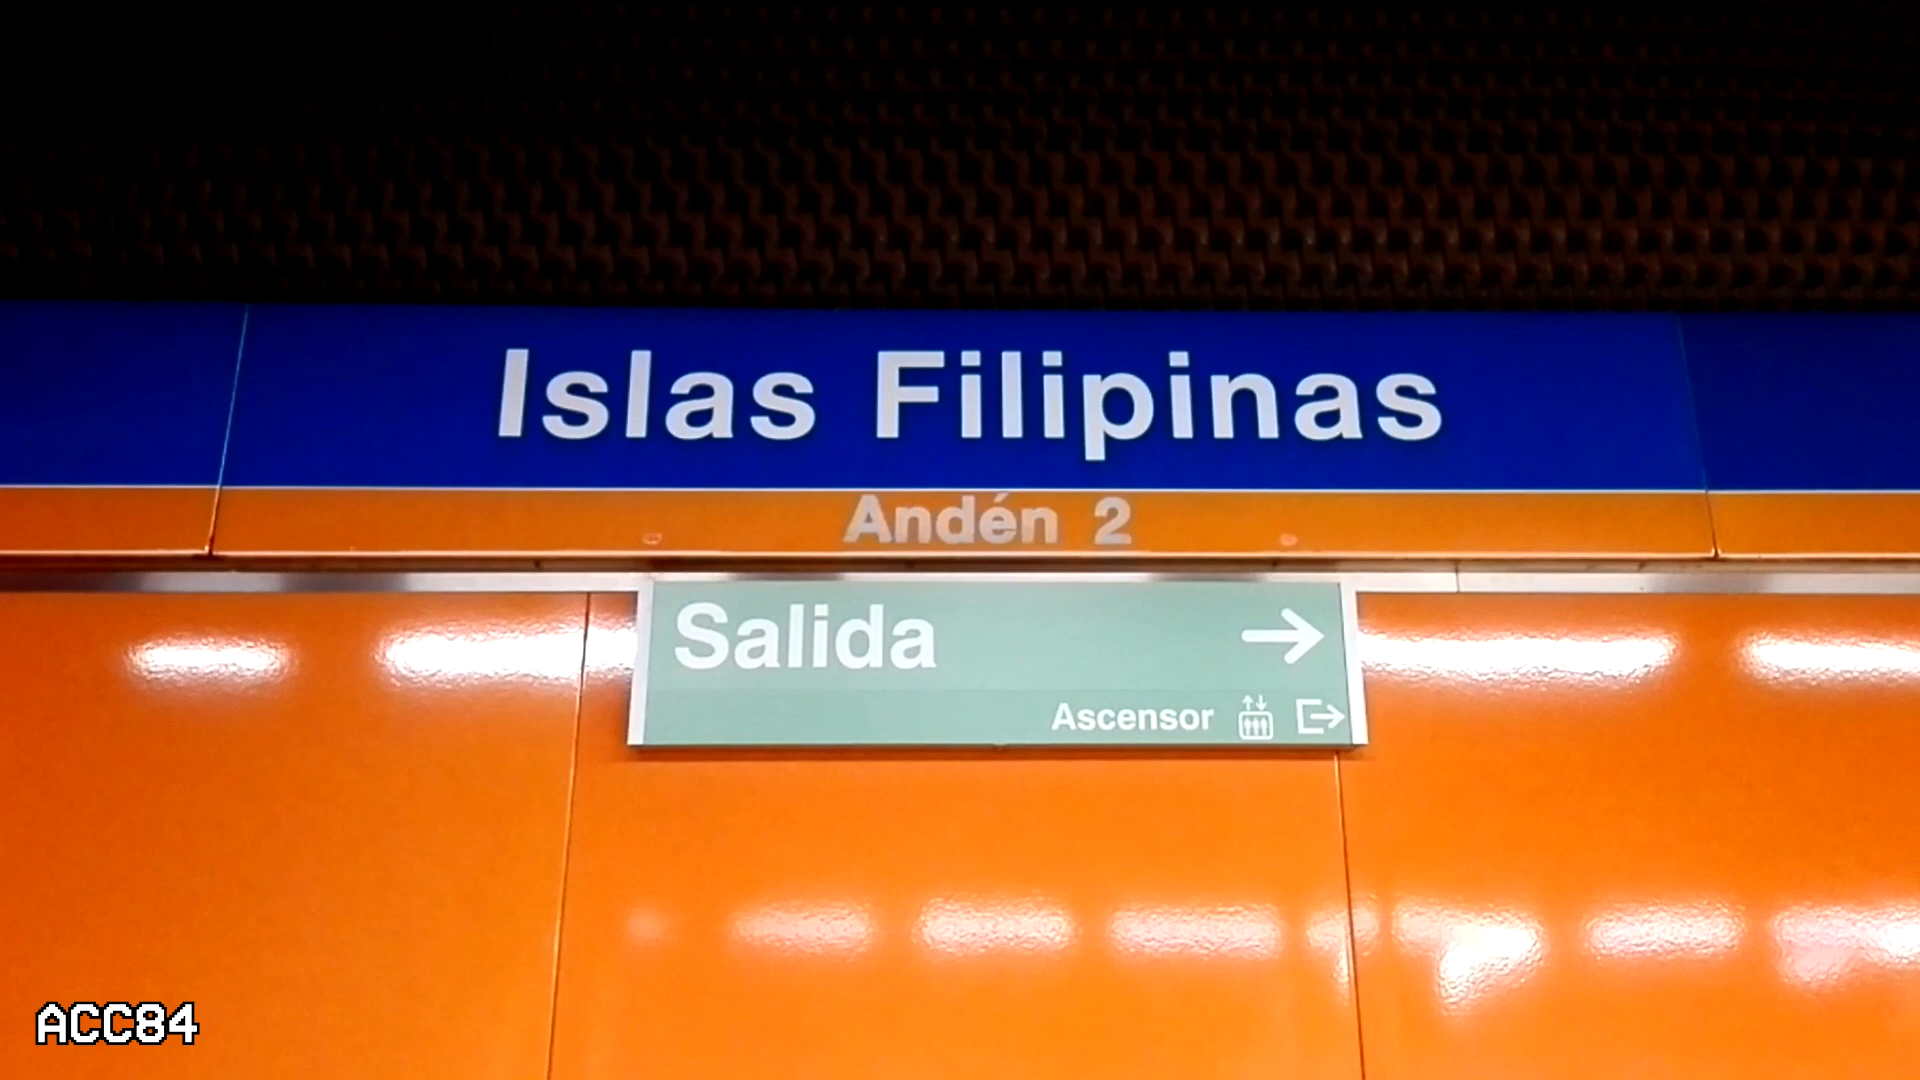 Islas Filipinas
Andén 2
Salida
Ascensor
ACC84